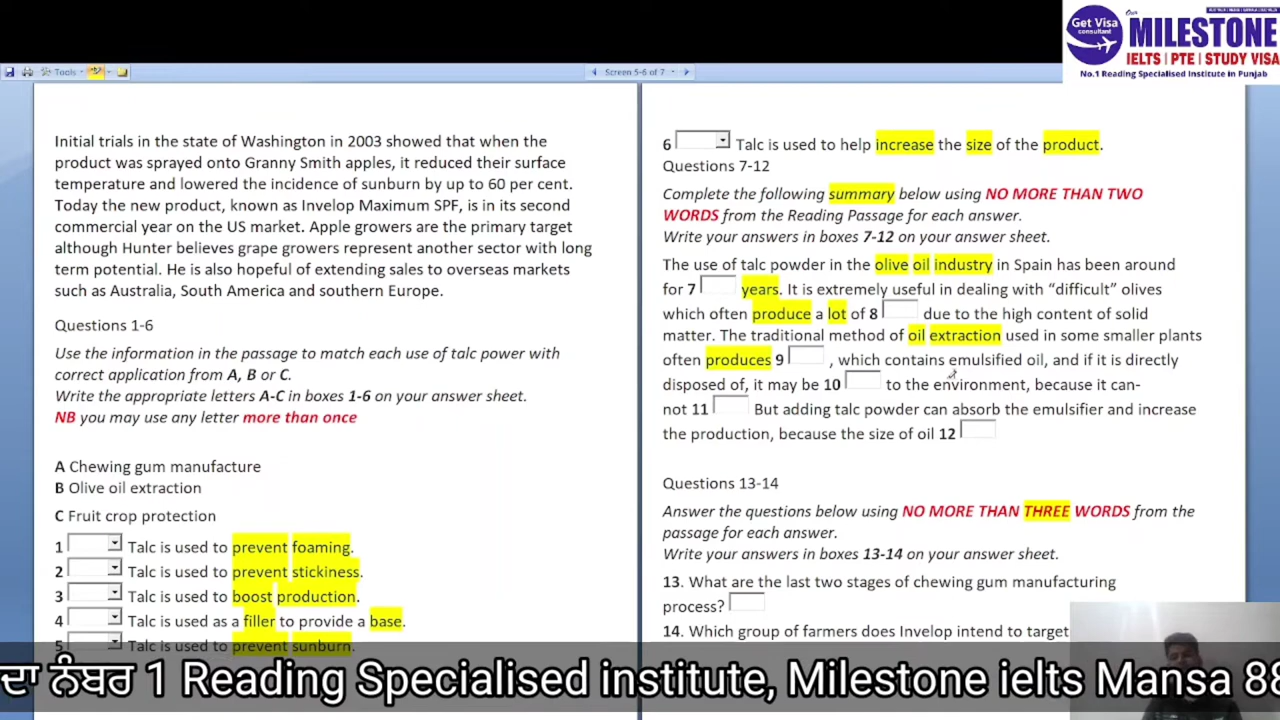 Our
Get Visa
consultant
MILESTONE
IELTS | PTE | STUDY VISA
No.1 Reading Specialised Institute in Punjab
Tools
Screen 5-6 of 7
Initial trials in the state of Washington in 2003 showed that when the
product was sprayed onto Granny Smith apples, it reduced their surface
temperature and lowered the incidence of sunburn by up to 60 per cent.
Today the new product, known as Invelop Maximum SPF, is in its second
commercial year on the US market. Apple growers are the primary target
although Hunter believes grape growers represent another sector with long
term potential. He is also hopeful of extending sales to overseas markets
such as Australia, South America and southern Europe.
Questions 1-6
Use the information in the passage to match each use of talc power with
correct application from A, B or C.
Write the appropriate letters A-C in boxes 1-6 on your answer sheet.
NB you may use any letter more than once
A Chewing gum manufacture
B Olive oil extraction
C Fruit crop protection
1 Talc is used to prevent foaming.
2 Talc is used to prevent stickiness.
3 Talc is used to boost production.
4 Talc is used as a filler to provide a base.
5 Talc is used to prevent sunburn.
6 Talc is used to help increase the size of the product.
Questions 7-12
Complete the following summary below using NO MORE THAN TWO
WORDS from the Reading Passage for each answer.
Write your answers in boxes 7-12 on your answer sheet.
The use of talc powder in the olive oil industry in Spain has been around
for 7 years. It is extremely useful in dealing with “difficult” olives
which often produce a lot of 8 due to the high content of solid
matter. The traditional method of oil extraction used in some smaller plants
often produces 9 , which contains emulsified oil, and if it is directly
disposed of, it may be 10 to the environment, because it can-
not 11 But adding talc powder can absorb the emulsifier and increase
the production, because the size of oil 12
Questions 13-14
Answer the questions below using NO MORE THAN THREE WORDS from the
passage for each answer.
Write your answers in boxes 13-14 on your answer sheet.
13. What are the last two stages of chewing gum manufacturing
process?
14. Which group of farmers does Invelop intend to target
ਦਾ ਨੰਬਰ 1 Reading Specialised institute, Milestone ielts Mansa 88